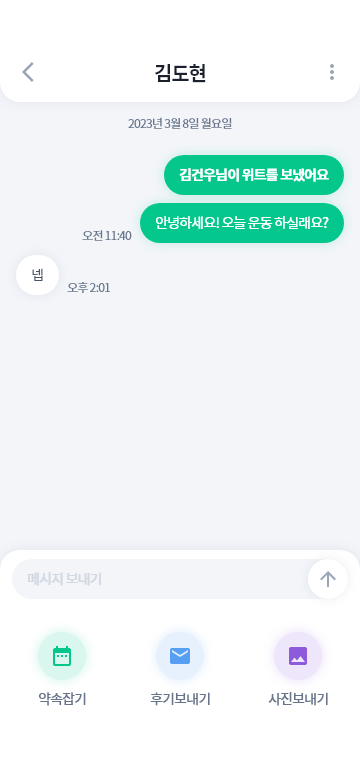 김도현
2023년 3월 8일 월요일
김건우님이 위트를 보냈어요
안녕하세요! 오늘 운동 하실래요?
오전 11:40
넵
오후 2:01
메시지 보내기
약속잡기
후기보내기
사진보내기